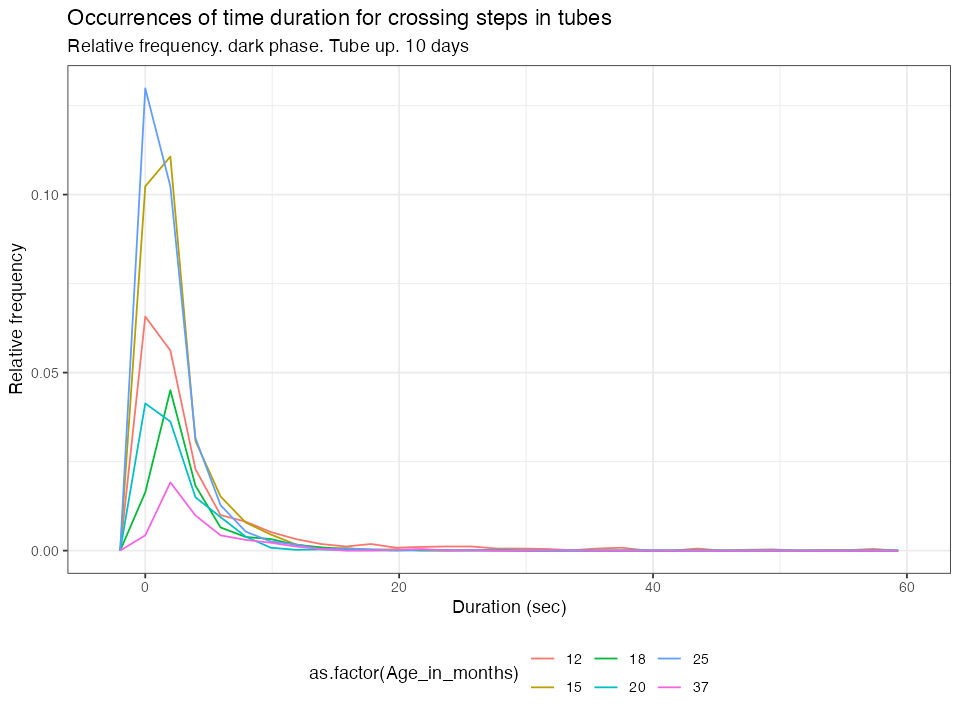 Occurrences of time duration for crossing steps in tubes
Relative frequency. dark phase. Tube up. 10 days
Relative frequency
0.10
0.05
0.00
0 20 40 60
Duration (sec)
as.factor(Age_in_months)
12 18 25
15 20 37